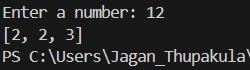 Enter a number: 12
[2, 2, 3]
PS C:\Users\Jagan_Thupakula\